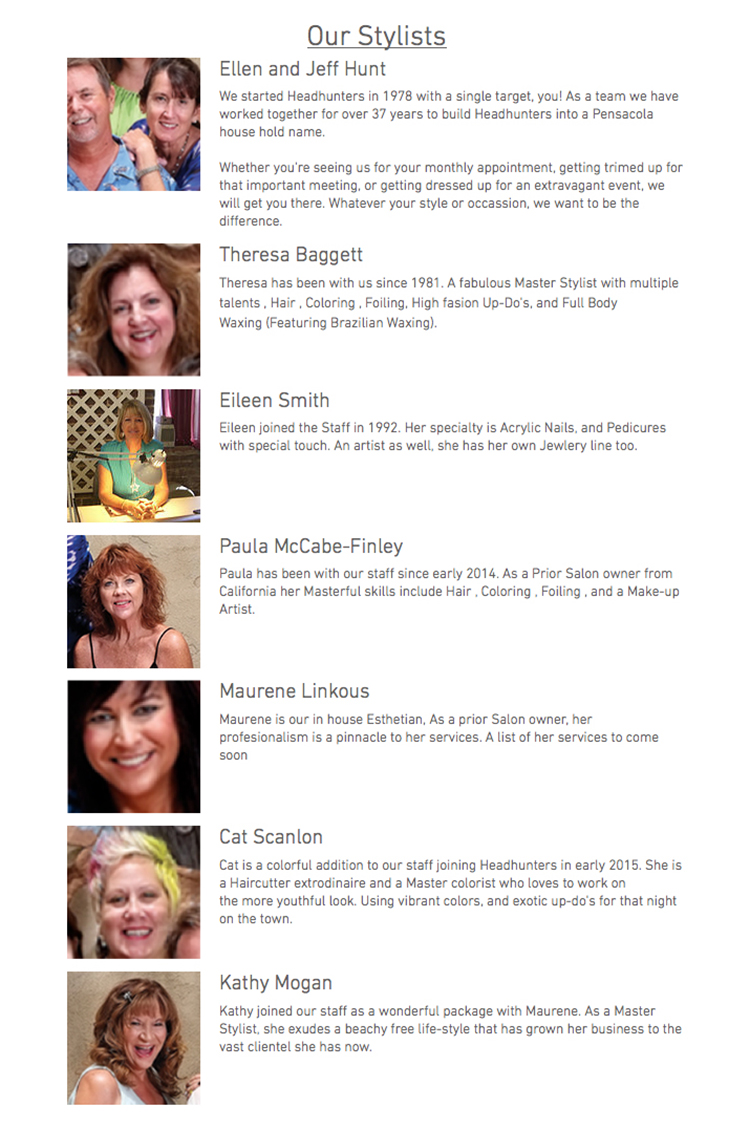 Our Stylists
Ellen and Jeff Hunt
We started Headhunters in 1978 with a single target, you! As a team we have
worked together for over 37 years to build Headhunters into a Pensacola
house hold name.
Whether you're seeing us for your monthly appointment, getting trimed up for
that important meeting, or getting dressed up for an extravagant event, we
will get you there. Whatever your style or occassion, we want to be the
difference.
Theresa Baggett
Theresa has been with us since 1981. A fabulous Master Stylist with multiple
talents , Hair , Coloring , Foiling, High fasion Up-Do's, and Full Body
Waxing (Featuring Brazilian Waxing).
Eileen Smith
Eileen joined the Staff in 1992. Her specialty is Acrylic Nails, and Pedicures
with special touch. An artist as well, she has her own Jewlery line too.
Paula McCabe-Finley
Paula has been with our staff since early 2014. As a Prior Salon owner from
California her Masterful skills include Hair , Coloring , Foiling , and a Make-up
Artist.
Maurene Linkous
Maurene is our in house Esthetian, As a prior Salon owner, her
profesionalism is a pinnacle to her services. A list of her services to come
soon
Cat Scanlon
Cat is a colorful addition to our staff joining Headhunters in early 2015. She is
a Haircutter extrodinaire and a Master colorist who loves to work on
the more youthful look. Using vibrant colors, and exotic up-do's for that night
on the town.
Kathy Mogan
Kathy joined our staff as a wonderful package with Maurene. As a Master
Stylist, she exudes a beachy free life-style that has grown her business to the
vast clientel she has now.